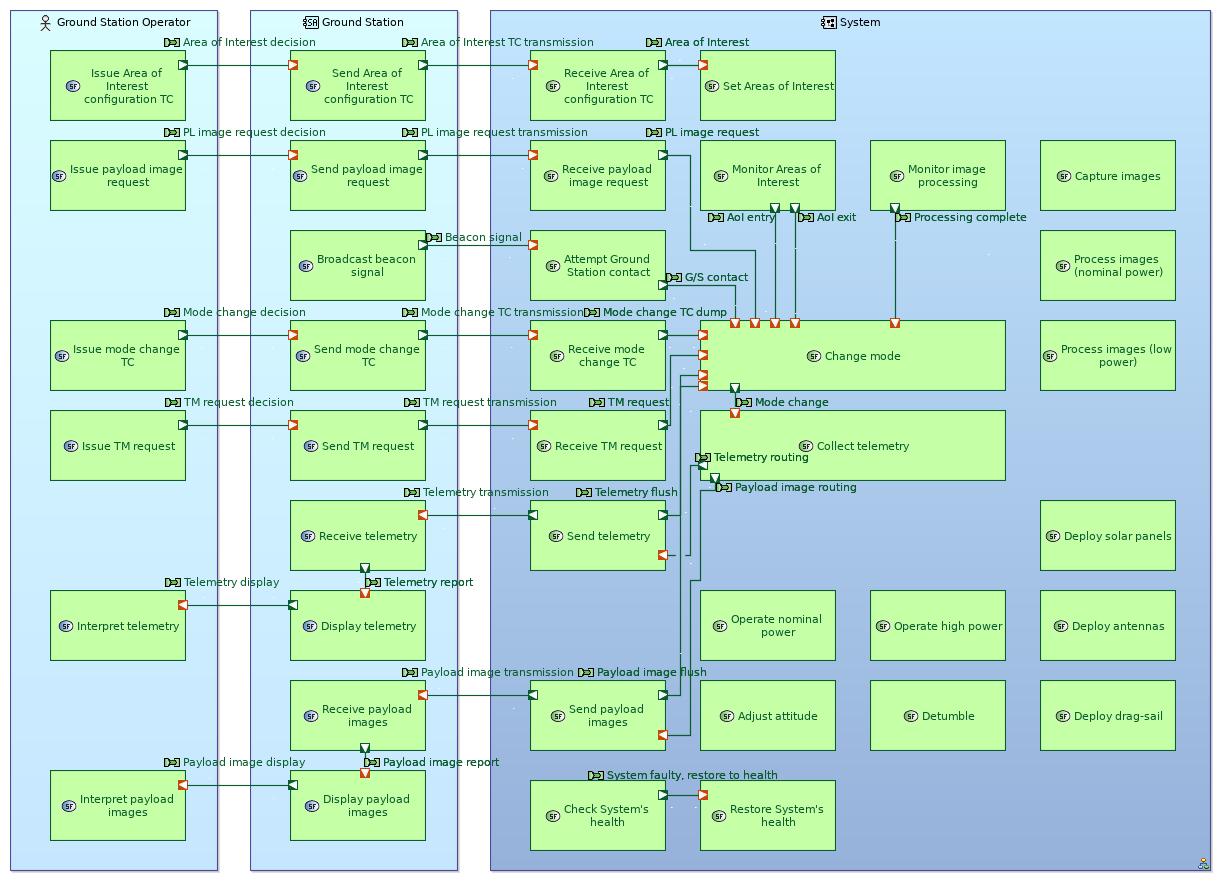 Ground Station Operator
Ground Station
System
Area of Interest decision
Area of Interest TC transmission
Area of Interest
Issue Area of
Interest
configuration TC
Send Area of
Interest
configuration TC
Receive Area of
Interest
configuration TC
Set Areas of Interest
PL image request decision
PL image request transmission
PL image request
Issue payload image
request
Send payload image
request
Receive payload
image request
Monitor Areas of
Interest
Monitor image
processing
Capture images
AoI entry
AoI exit
Processing complete
Beacon signal
Broadcast beacon
signal
Attempt Ground
Station contact
G/S contact
Process images
(nominal power)
Mode change decision
Mode change TC transmission
Mode change TC dump
Issue mode change
TC
Send mode change
TC
Receive mode
change TC
Change mode
Process images (low
power)
TM request decision
TM request transmission
TM request
Mode change
Issue TM request
Send TM request
Receive TM request
Collect telemetry
Telemetry routing
Payload image routing
Telemetry transmission
Telemetry flush
Receive telemetry
Send telemetry
Deploy solar panels
Telemetry display
Telemetry report
Interpret telemetry
Display telemetry
Operate nominal
power
Operate high power
Deploy antennas
Payload image transmission
Payload image flush
Receive payload
images
Send payload
images
Adjust attitude
Detumble
Deploy drag-sail
Payload image display
Payload image report
System faulty, restore to health
Interpret payload
images
Display payload
images
Check System's
health
Restore System's
health